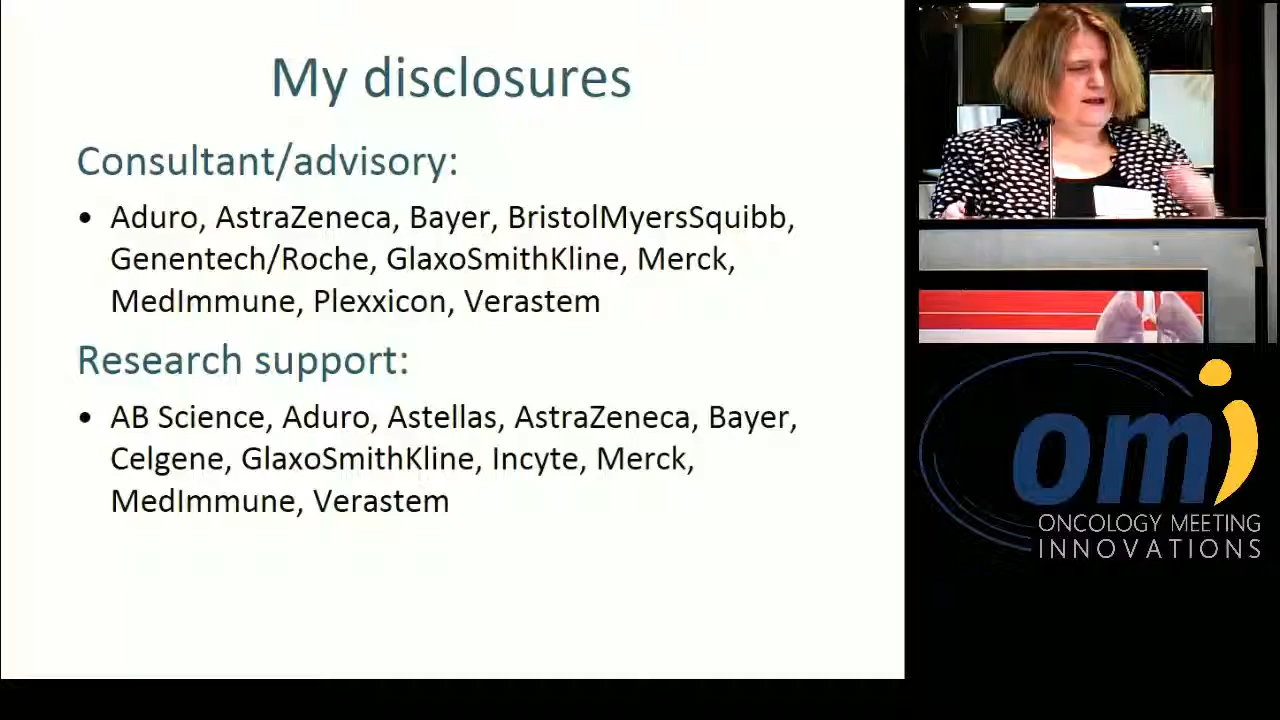 My disclosures
Consultant/advisory:
• Aduro, AstraZeneca, Bayer, BristolMyersSquibb,
Genentech/Roche, GlaxoSmithKline, Merck,
MedImmune, Plexxicon, Verastem
Research support:
• AB Science, Aduro, Astellas, AstraZeneca, Bayer,
Celgene, GlaxoSmithKline, Incyte, Merck,
MedImmune, Verastem
omi
ONCOLOGY MEETING
INNOVATIONS